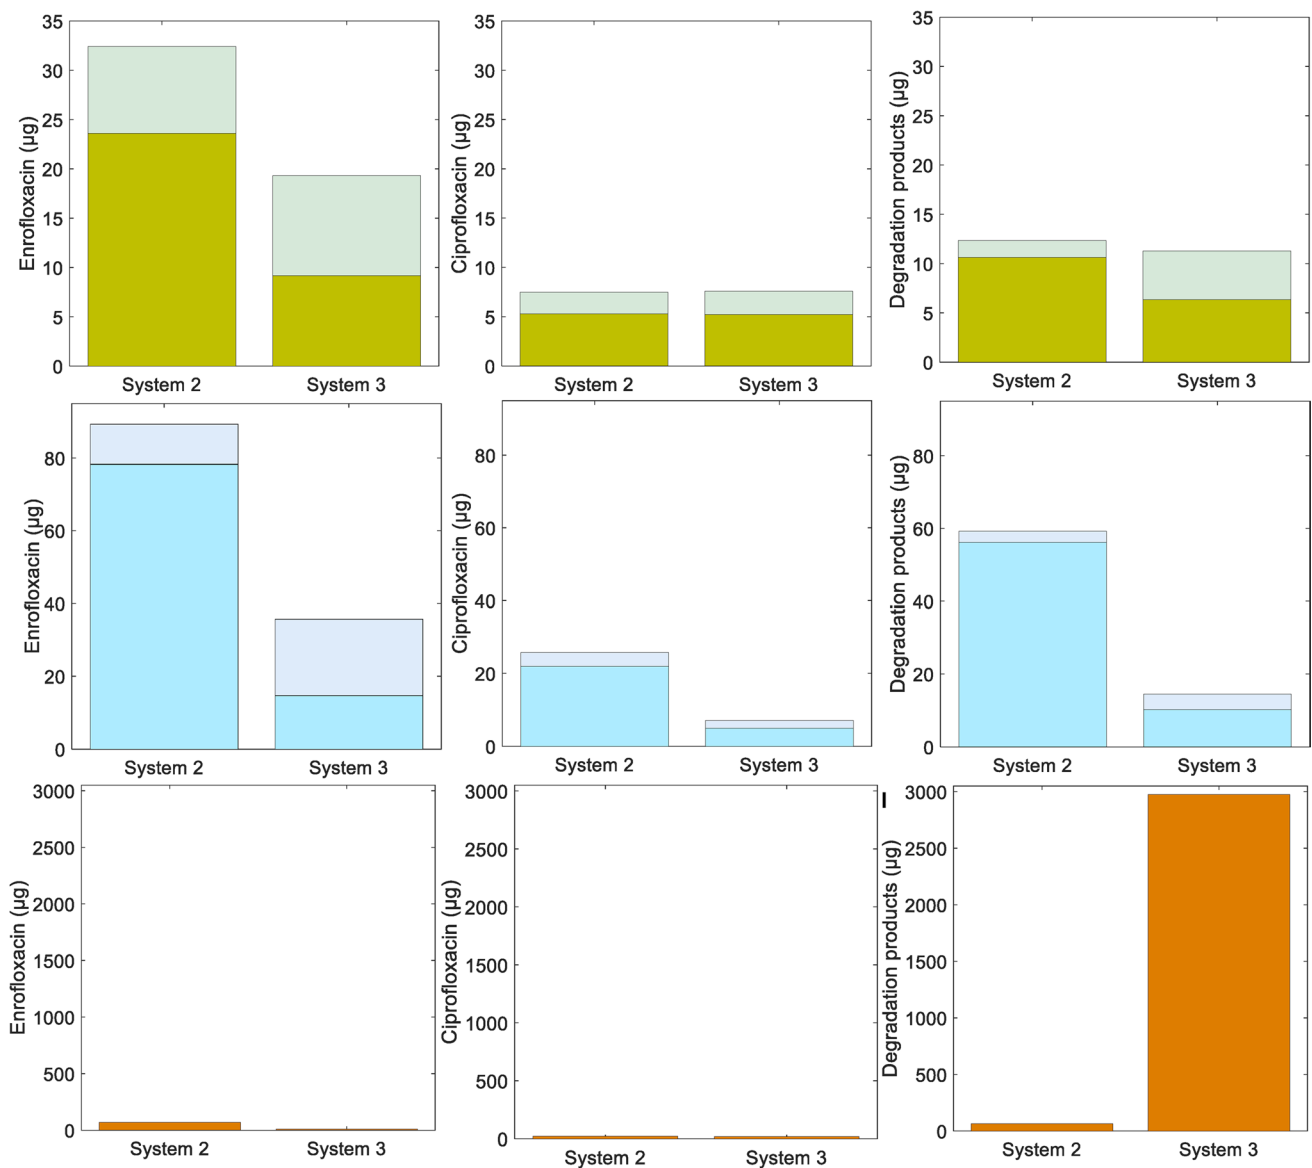 35
30
25
20
15
10
5
0
Enrofloxacin (µg)
System 2
System 3
35
30
25
20
15
10
5
0
Ciprofloxacin (µg)
System 2
System 3
35
30
25
20
15
10
5
0
Degradation products (µg)
System 2
System 3
80
60
40
20
0
Enrofloxacin (µg)
System 2
System 3
80
60
40
20
0
Ciprofloxacin (µg)
System 2
System 3
80
60
40
20
0
Degradation products (µg)
System 2
System 3
3000
2500
2000
1500
1000
500
0
Enrofloxacin (µg)
System 2
System 3
3000
2500
2000
1500
1000
500
0
Ciprofloxacin (µg)
System 2
System 3
I
3000
2500
2000
1500
1000
500
0
Degradation products (µg)
System 2
System 3